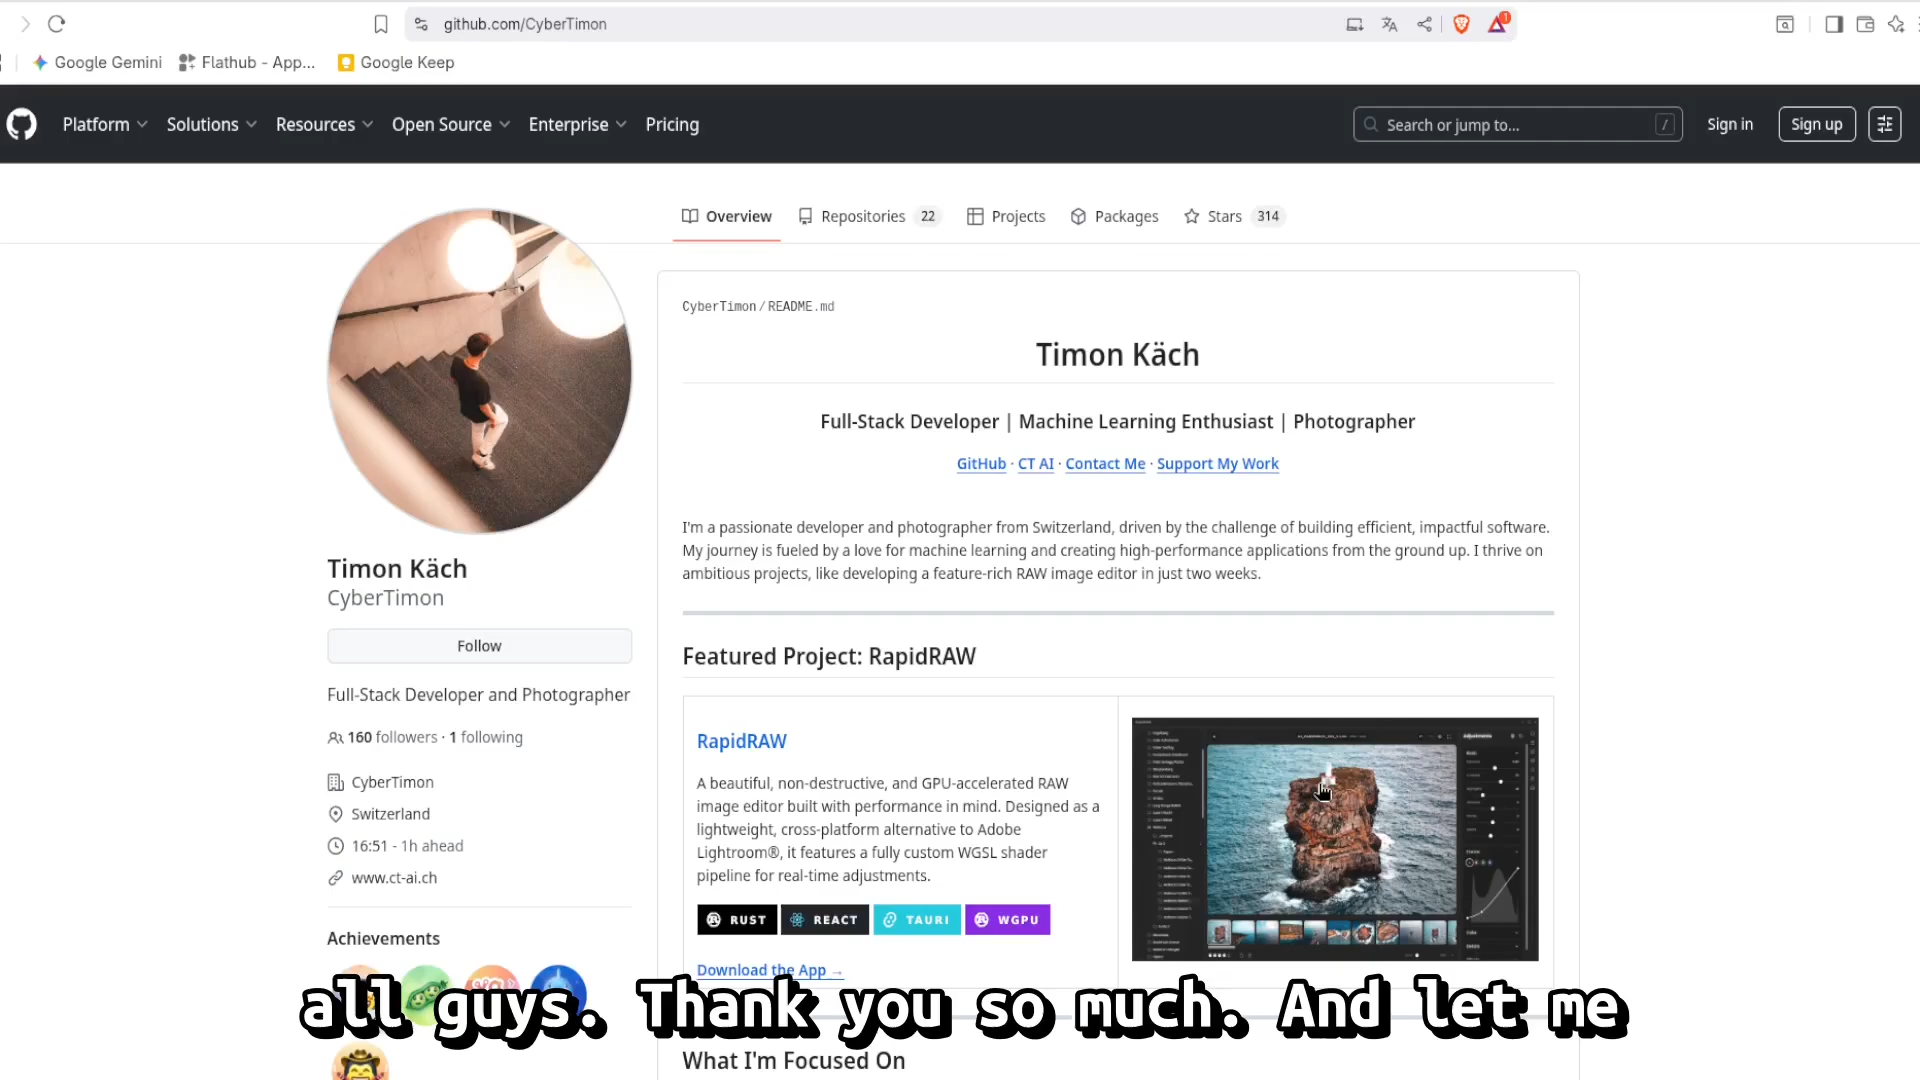 github.com/CyberTimon
1
Google Gemini
Flathub - App...
Google Keep
Platform
Solutions
Resources
Open Source
Enterprise
Pricing
Search or jump to...
/
Sign in
Sign up
Overview
Repositories 22
Projects
Packages
Stars 314
CyberTimon/README.md
Timon Käch
Full-Stack Developer | Machine Learning Enthusiast | Photographer
GitHub · CT AI · Contact Me · Support My Work
I'm a passionate developer and photographer from Switzerland, driven by the challenge of building efficient, impactful software.
My journey is fueled by a love for machine learning and creating high-performance applications from the ground up. I thrive on
ambitious projects, like developing a feature-rich RAW image editor in just two weeks.
Timon Käch
CyberTimon
Follow
Full-Stack Developer and Photographer
160 followers · 1 following
CyberTimon
Switzerland
16:51 - 1h ahead
www.ct-ai.ch
Achievements
Featured Project: RapidRAW
RapidRAW
A beautiful, non-destructive, and GPU-accelerated RAW
image editor built with performance in mind. Designed as a
lightweight, cross-platform alternative to Adobe
Lightroom®, it features a fully custom WGSL shader
pipeline for real-time adjustments.
RUST
REACT
TAURI
WGPU
Download the App →
all guys. Thank you so much. And let me
What I'm Focused On